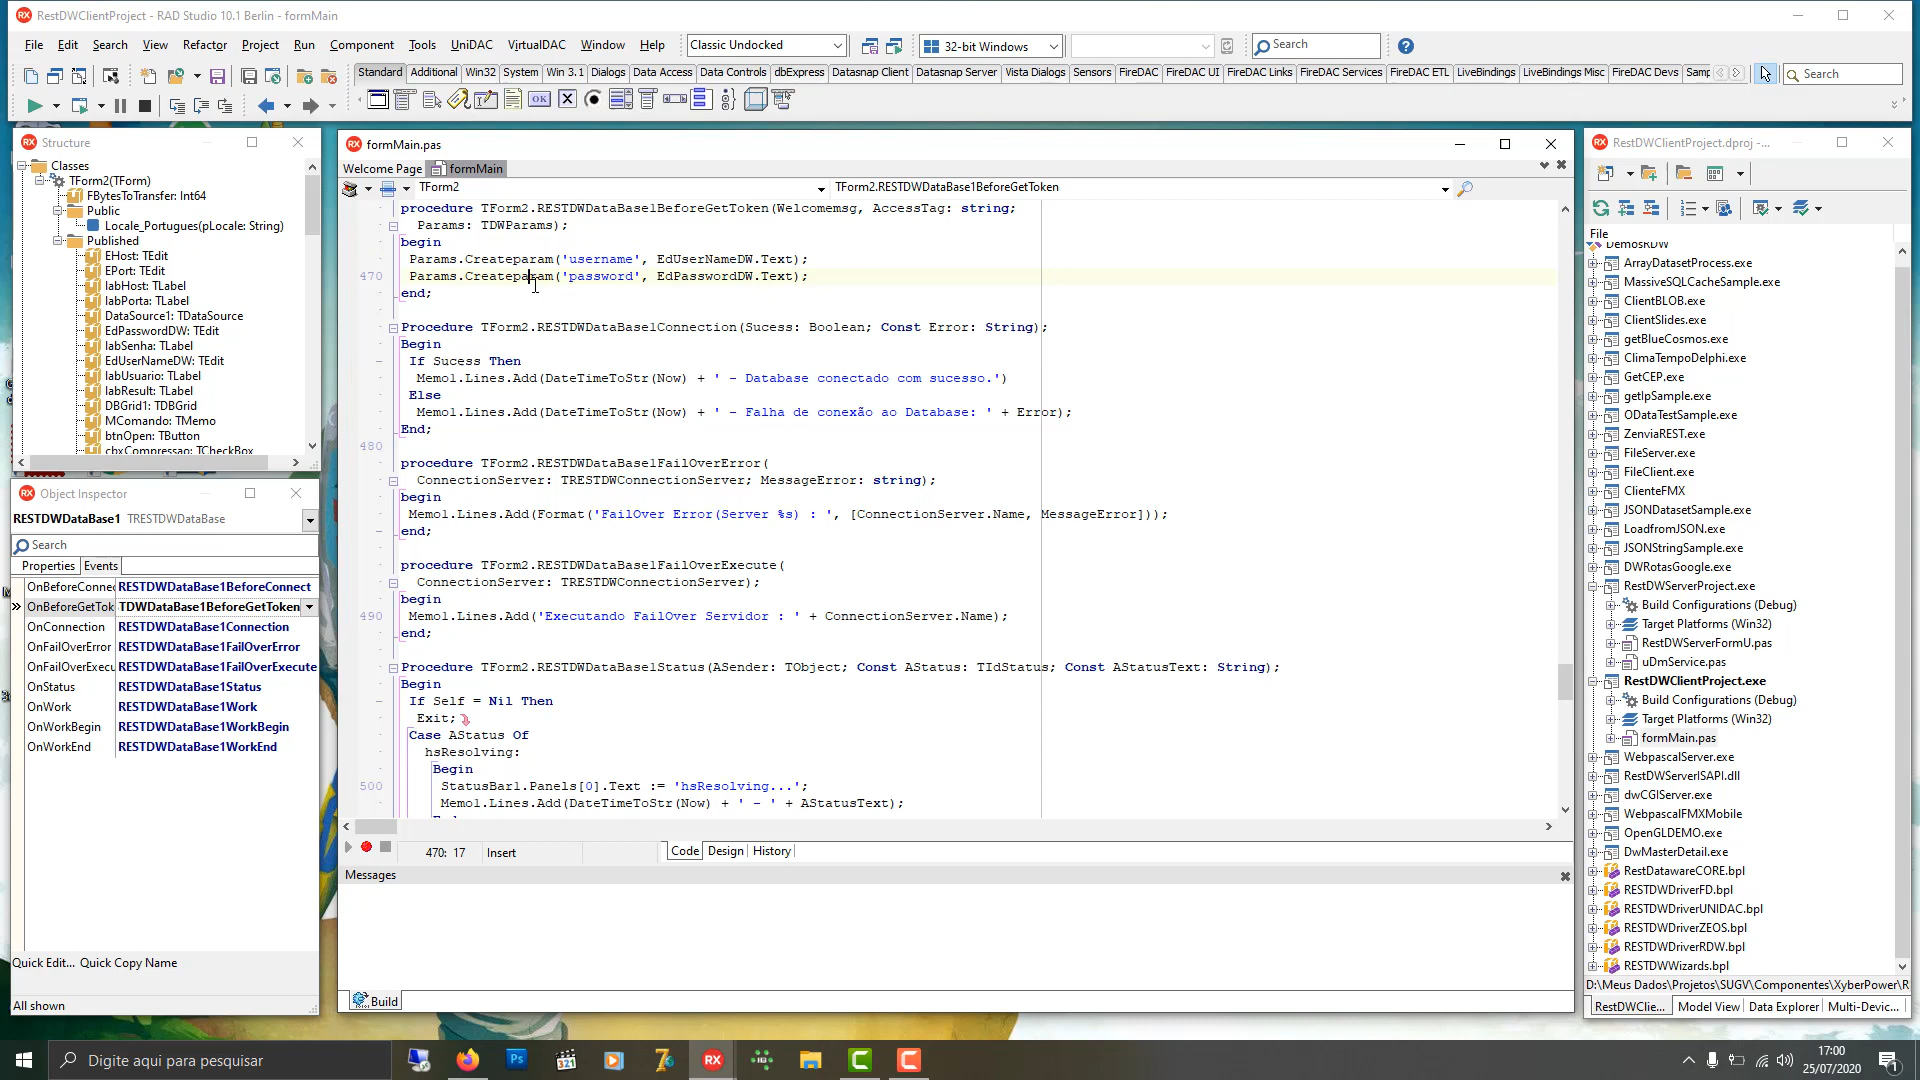 RestDWClientProject - RAD Studio 10.1 Berlin - formMain
File Edit Search View Refactor Project Run Component Tools UniDAC VirtualDAC Window Help
Classic Undocked
32-bit Windows
Search
Standard Additional Win32 System Win 3.1 Dialogs Data Access Data Controls dbExpress Datasnap Client Datasnap Server Vista Dialogs Sensors FireDAC FireDAC UI FireDAC Links FireDAC Services FireDAC ETL LiveBindings LiveBindings Misc FireDAC Devs Samp
Search
Structure
Classes
TForm2(TForm)
FBytesToTransfer: Int64
Public
Locale_Portugues(pLocale: String)
Published
EHost: TEdit
EPort: TEdit
labHost: TLabel
labPorta: TLabel
DataSource1: TDataSource
EdPasswordDW: TEdit
labSenha: TLabel
EdUserNameDW: TEdit
labUsuario: TLabel
labResult: TLabel
DBGrid1: TDBGrid
MComando: TMemo
btnOpen: TButton
cbxCompressao: TCheckBox
Object Inspector
RESTDWDataBase1 TRESTDWDataBase
Search
Properties Events
OnBeforeConnec RESTDWDataBase1BeforeConnect
OnBeforeGetTok TDWDataBase1BeforeGetToken
OnConnection RESTDWDataBase1Connection
OnFailOverError RESTDWDataBase1FailOverError
OnFailOverExecu RESTDWDataBase1FailOverExecute
OnStatus RESTDWDataBase1Status
OnWork RESTDWDataBase1Work
OnWorkBegin RESTDWDataBase1WorkBegin
OnWorkEnd RESTDWDataBase1WorkEnd
Quick Edit... Quick Copy Name
All shown
formMain.pas
Welcome Page formMain
TForm2 TForm2.RESTDWDataBase1BeforeGetToken
procedure TForm2.RESTDWDataBase1BeforeGetToken(Welcomemsg, AccessTag: string;
Params: TDWParams);
begin
Params.Createparam('username', EdUserNameDW.Text);
470 Params.Createparam('password', EdPasswordDW.Text);
end;
Procedure TForm2.RESTDWDataBase1Connection(Sucess: Boolean; Const Error: String);
Begin
If Sucess Then
Memo1.Lines.Add(DateTimeToStr(Now) + ' - Database conectado com sucesso.')
Else
Memo1.Lines.Add(DateTimeToStr(Now) + ' - Falha de conexão ao Database: ' + Error);
End;
480
procedure TForm2.RESTDWDataBase1FailOverError(
ConnectionServer: TRESTDWConnectionServer; MessageError: string);
begin
Memo1.Lines.Add(Format('FailOver Error(Server %s) : ', [ConnectionServer.Name, MessageError]));
end;
procedure TForm2.RESTDWDataBase1FailOverExecute(
ConnectionServer: TRESTDWConnectionServer);
begin
490 Memo1.Lines.Add('Executando FailOver Servidor : ' + ConnectionServer.Name);
end;
Procedure TForm2.RESTDWDataBase1Status(ASender: TObject; Const AStatus: TIdStatus; Const AStatusText: String);
Begin
If Self = Nil Then
Exit;
Case AStatus Of
hsResolving:
Begin
500 StatusBar1.Panels[0].Text := 'hsResolving...';
Memo1.Lines.Add(DateTimeToStr(Now) + ' - ' + AStatusText);
470: 17 Insert Code Design History
Messages
Build
RestDWClientProject.dproj -...
File
DemosRDW
ArrayDatasetProcess.exe
MassiveSQLCacheSample.exe
ClientBLOB.exe
ClientSlides.exe
getBlueCosmos.exe
ClimaTempoDelphi.exe
GetCEP.exe
getIpSample.exe
ODataTestSample.exe
ZenviaREST.exe
FileServer.exe
FileClient.exe
ClienteFMX
JSONDatasetSample.exe
LoadfromJSON.exe
JSONStringSample.exe
DWRotasGoogle.exe
RestDWServerProject.exe
Build Configurations (Debug)
Target Platforms (Win32)
RestDWServerFormU.pas
uDmService.pas
RestDWClientProject.exe
Build Configurations (Debug)
Target Platforms (Win32)
formMain.pas
WebpascalServer.exe
RestDWServerISAPI.dll
dwCGIServer.exe
WebpascalFMXMobile
OpenGLDEMO.exe
DwMasterDetail.exe
RestDatawareCORE.bpl
RESTDWDriverFD.bpl
RESTDWDriverUNIDAC.bpl
RESTDWDriverZEOS.bpl
RESTDWDriverRDW.bpl
RESTDWWizards.bpl
D:\Meus Dados\Projetos\SUGV\Componentes\XyberPower\R
RestDWClie... Model View Data Explorer Multi-Devic...
Digite aqui para pesquisar
17:00
25/07/2020